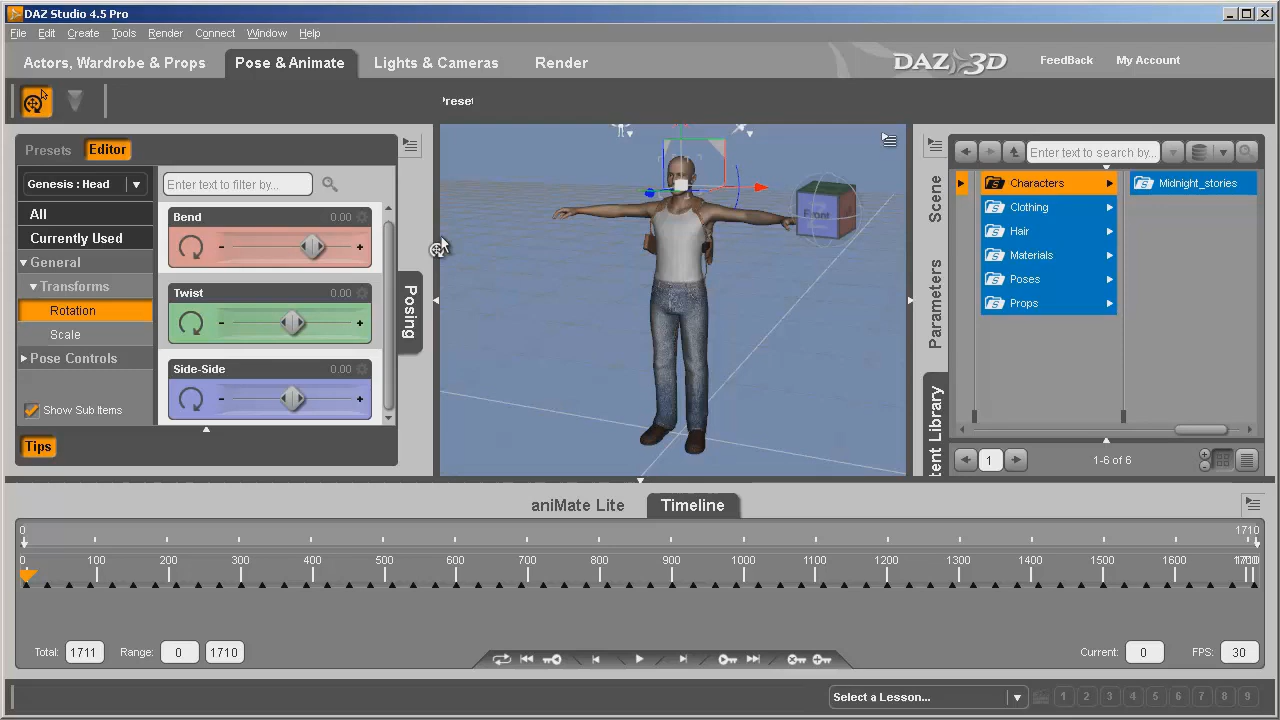 DAZ Studio 4.5 Pro
File Edit Create Tools Render Connect Window Help
Actors, Wardrobe & Props Pose & Animate Lights & Cameras Render
DAZ 3D FeedBack My Account
Presets Editor
Genesis : Head Enter text to filter by...
All
Currently Used
General
Transforms
Rotation
Scale
Pose Controls
Show Sub Items
Tips
Bend 0.00
- +
Twist 0.00
- +
Side-Side 0.00
- +
Posing
Front
Scene
Parameters
Enter text to search by...
Characters Midnight_stories
Clothing
Hair
Materials
Poses
Props
1 1-6 of 6
aniMate Lite Timeline
0 1710
0 100 200 300 400 500 600 700 800 900 1000 1100 1200 1300 1400 1500 1600
Total: 1711 Range: 0 1710 Current: 0 FPS: 30
Select a Lesson... 1 2 3 4 5 6 7 8 9